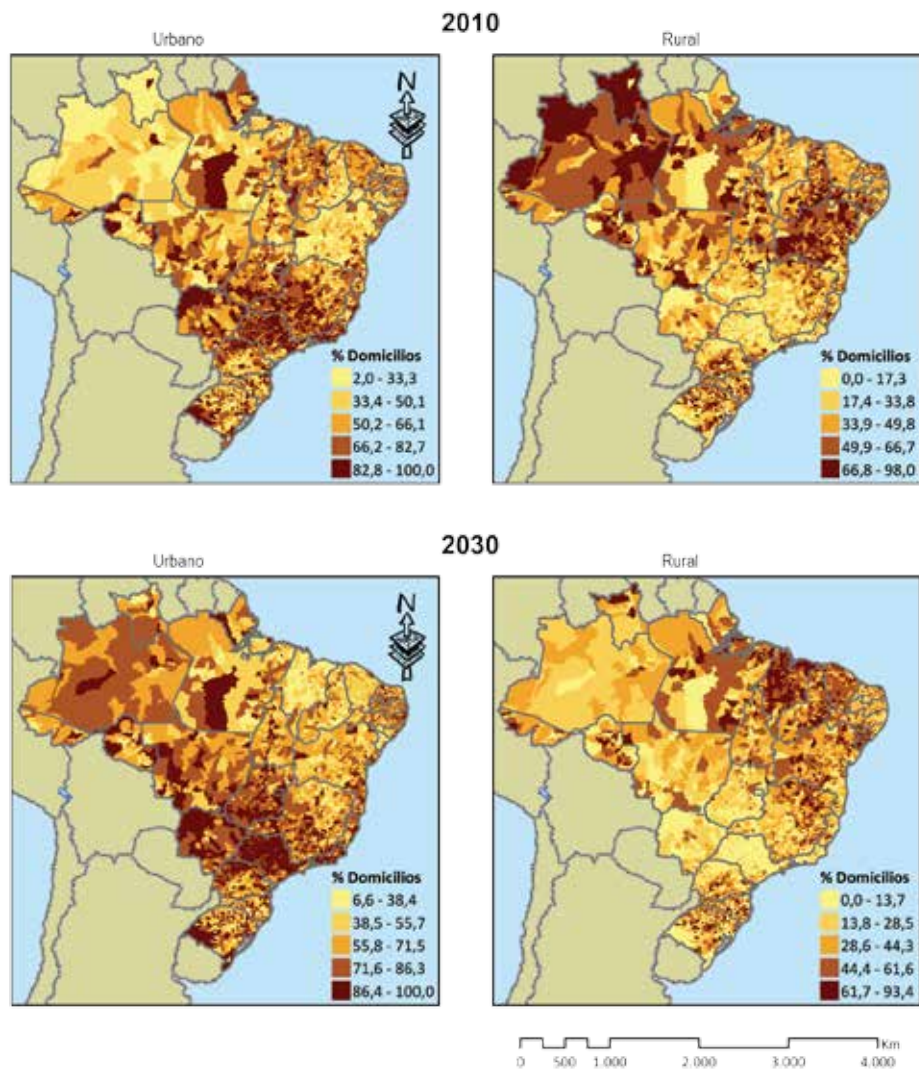 2010
Urbano
Rural
N
% Domicilios
2,0 - 33,3
33,4 - 50,1
50,2 - 66,1
66,2 - 82,7
82,8 - 100,0
% Domicilios
0,0 - 17,3
17,4 - 33,8
33,9 - 49,8
49,9 - 66,7
66,8 - 98,0
2030
Urbano
Rural
N
% Domicilios
6,6 - 38,4
38,5 - 55,7
55,8 - 71,5
71,6 - 86,3
86,4 - 100,0
% Domicilios
0,0 - 13,7
13,8 - 28,5
28,6 - 44,3
44,4 - 61,6
61,7 - 93,4
Km
0 500 1.000 2.000 3.000 4.000